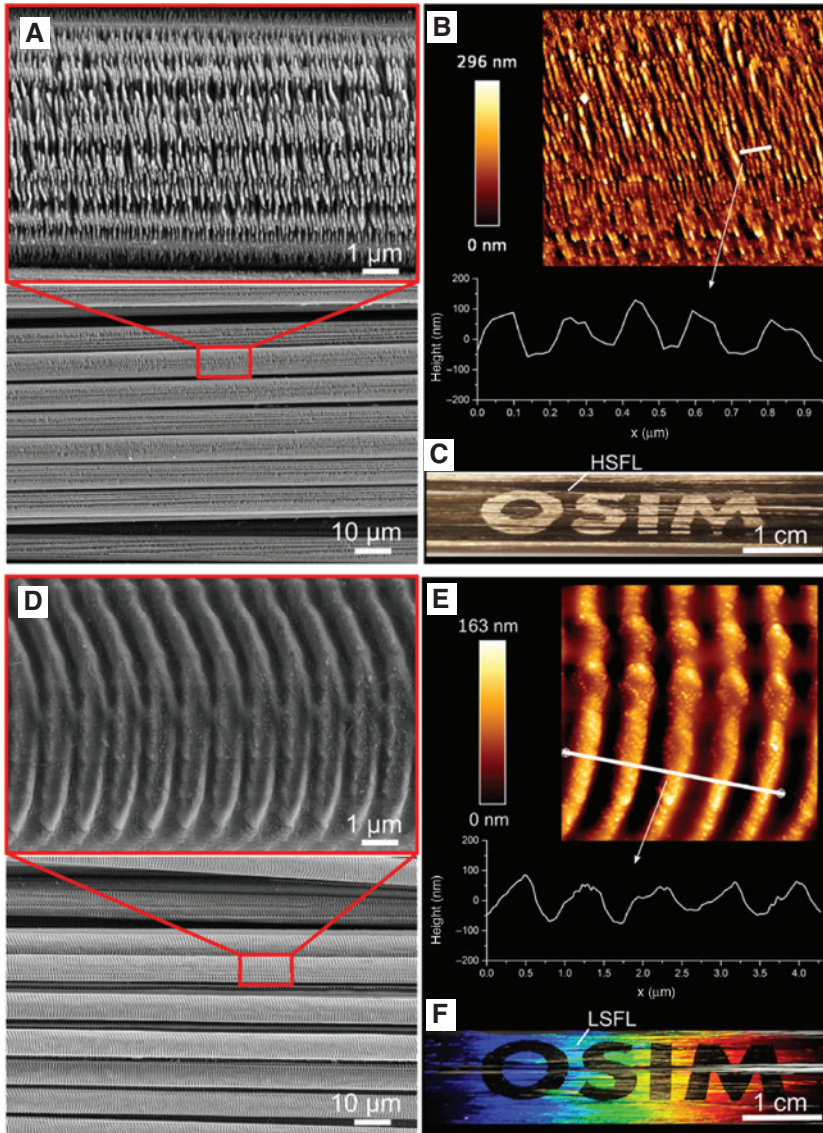 A
1 µm
10 µm
B
296 nm
0 nm
200
100
0
−100
−200
Height (nm)
0.0 0.1 0.2 0.3 0.4 0.5 0.6 0.7 0.8 0.9
x (µm)
C
HSFL
OSIM
1 cm
D
1 µm
10 µm
E
163 nm
0 nm
200
100
0
−100
−200
Height (nm)
0.0 0.5 1.0 1.5 2.0 2.5 3.0 3.5 4.0
x (µm)
F
LSFL
OSIM
1 cm